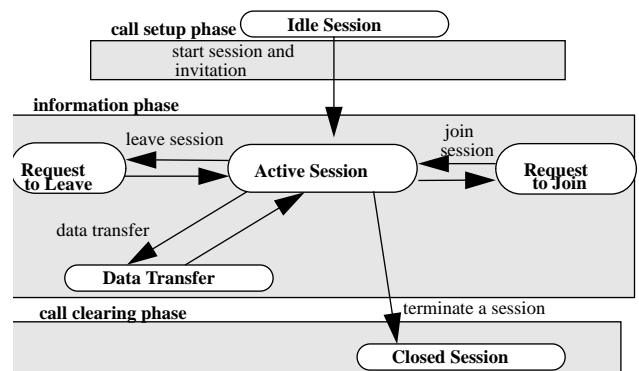 Idle Session
call setup phase
start session and
invitation
information phase
leave session
join
session
Request
to Leave
Active Session
Request
to Join
data transfer
Data Transfer
terminate a session
call clearing phase
Closed Session